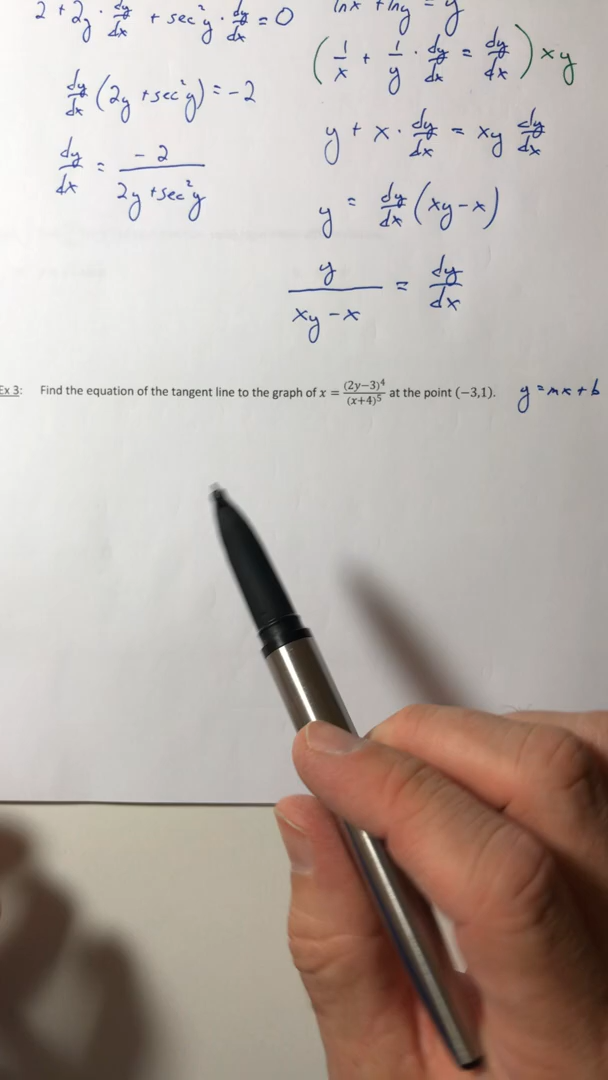 2 + 2y · dy/dx + sec²y · dy/dx = 0
dy/dx (2y + sec²y) = -2
dy/dx = -2/(2y + sec²y)
lnx + lny = y
(1/x + 1/y · dy/dx = dy/dx) xy
y + x · dy/dx = xy dy/dx
y = dy/dx (xy - x)
y/(xy - x) = dy/dx
Ex 3: Find the equation of the tangent line to the graph of x = (2y−3)⁴/(x+4)⁵ at the point (−3,1). y = mx + b